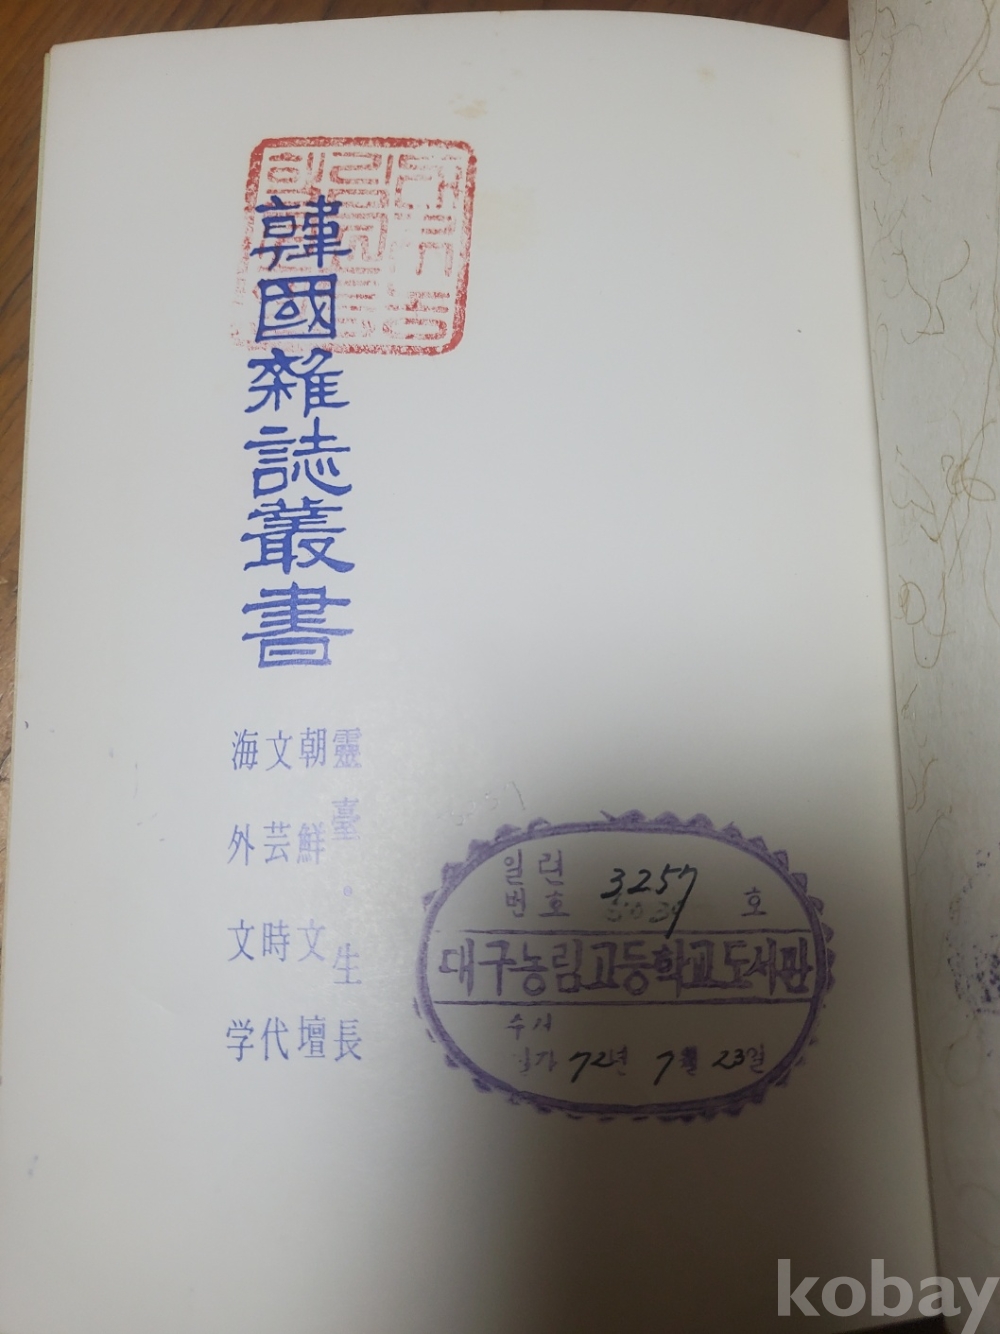 韓國雜誌叢書
靈臺·生長
朝鮮文壇
文芸時代
海外文学
일련
번호 3257 호
대구농림고등학교도서관
수서
일자 72년 7월 23일
kobay